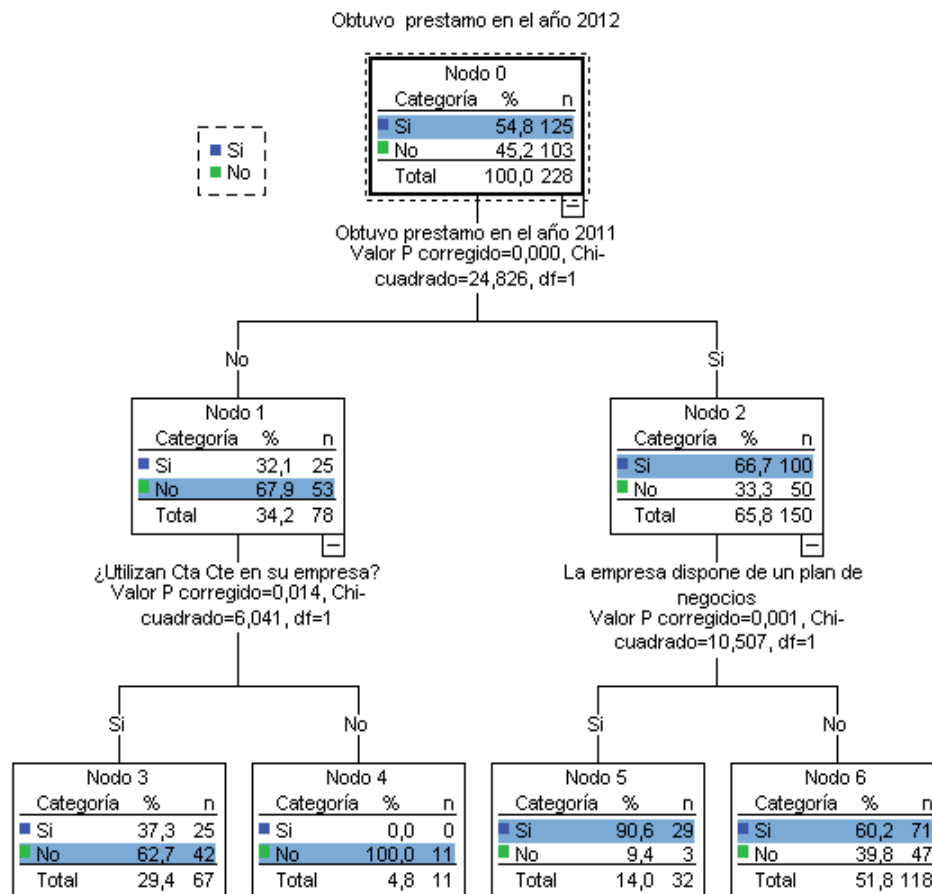 Obtuvo prestamo en el año 2012
Nodo 0
Categoría % n
Si 54,8 125
No 45,2 103
Total 100,0 228
Si
No
Obtuvo prestamo en el año 2011
Valor P corregido=0,000, Chi-
cuadrado=24,826, df=1
No
Si
Nodo 1
Categoría % n
Si 32,1 25
No 67,9 53
Total 34,2 78
Nodo 2
Categoría % n
Si 66,7 100
No 33,3 50
Total 65,8 150
¿Utilizan Cta Cte en su empresa?
Valor P corregido=0,014, Chi-
cuadrado=6,041, df=1
La empresa dispone de un plan de
negocios
Valor P corregido=0,001, Chi-
cuadrado=10,507, df=1
Si
No
Si
No
Nodo 3
Categoría % n
Si 37,3 25
No 62,7 42
Total 29,4 67
Nodo 4
Categoría % n
Si 0,0 0
No 100,0 11
Total 4,8 11
Nodo 5
Categoría % n
Si 90,6 29
No 9,4 3
Total 14,0 32
Nodo 6
Categoría % n
Si 60,2 71
No 39,8 47
Total 51,8 118